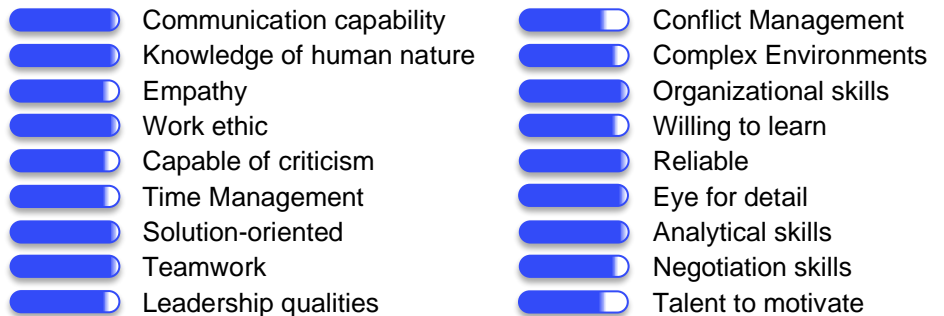 Communication capability
Knowledge of human nature
Empathy
Work ethic
Capable of criticism
Time Management
Solution-oriented
Teamwork
Leadership qualities
Conflict Management
Complex Environments
Organizational skills
Willing to learn
Reliable
Eye for detail
Analytical skills
Negotiation skills
Talent to motivate